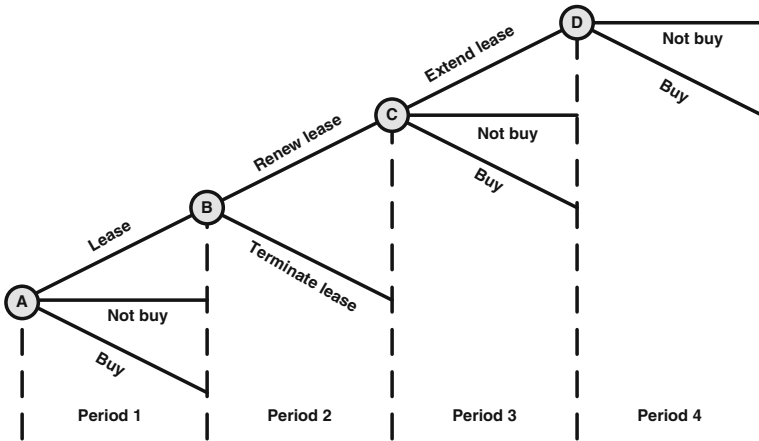 D
Not buy
Extend lease
Buy
C
Not buy
Renew lease
Buy
B
Lease
Terminate lease
A
Not buy
Buy
Period 1
Period 2
Period 3
Period 4